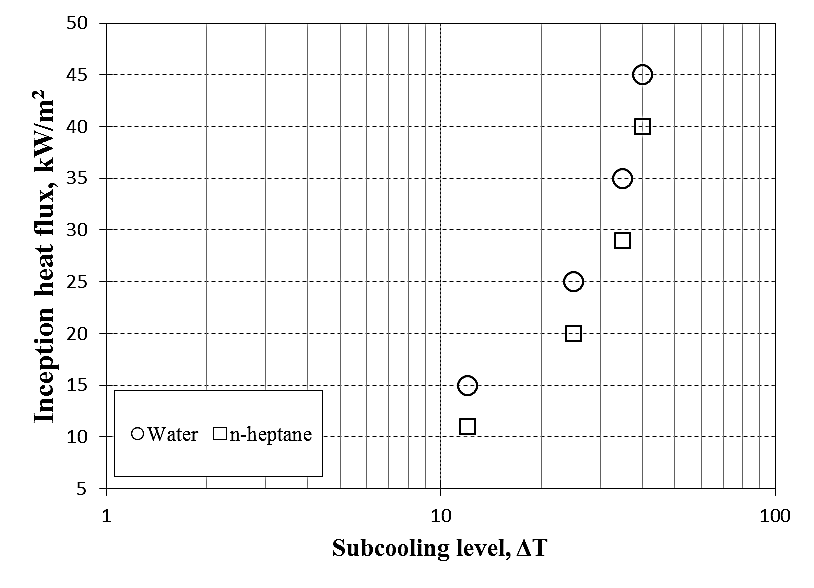 50
45
40
35
30
25
20
15
10
5
Inception heat flux, kW/m²
Water n-heptane
1 10 100
Subcooling level, ΔT